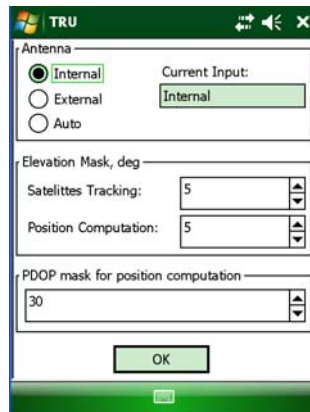 TRU
Antenna
Internal
Current Input:
External
Internal
Auto
Elevation Mask, deg
Satelittes Tracking:
5
Position Computation:
5
PDOP mask for position computation
30
OK